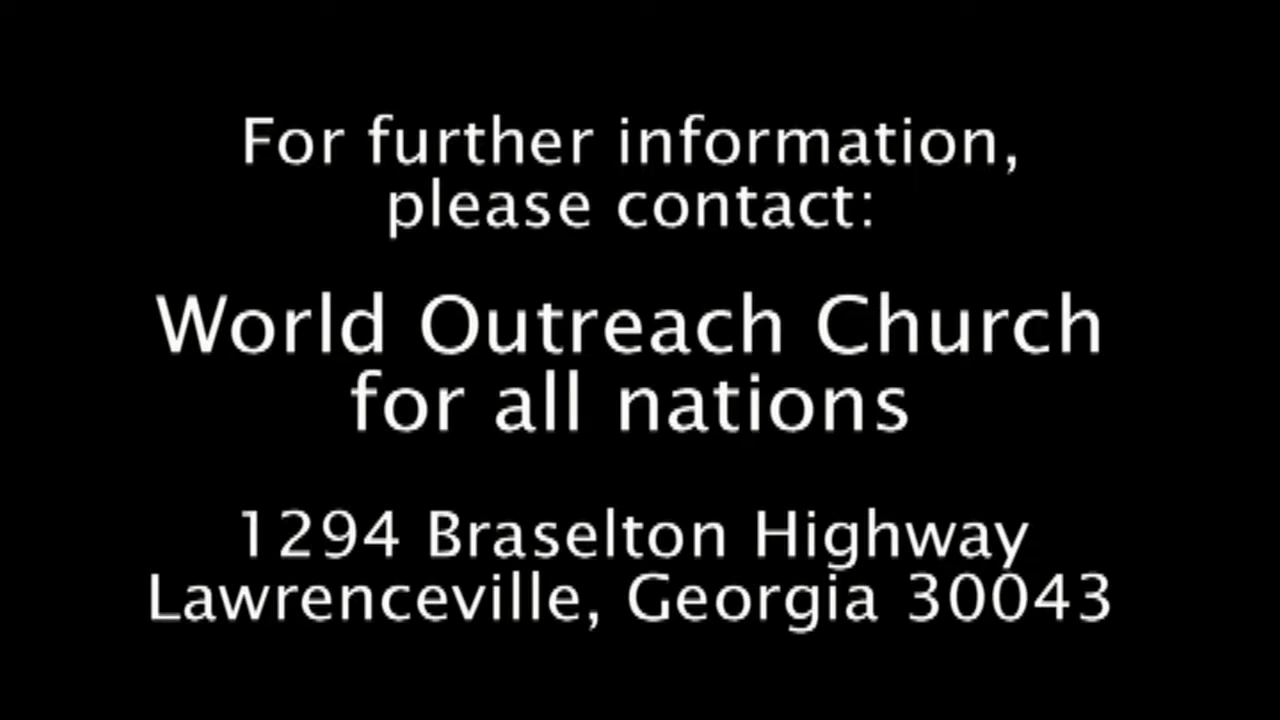 For further information,
please contact:
World Outreach Church
for all nations
1294 Braselton Highway
Lawrenceville, Georgia 30043